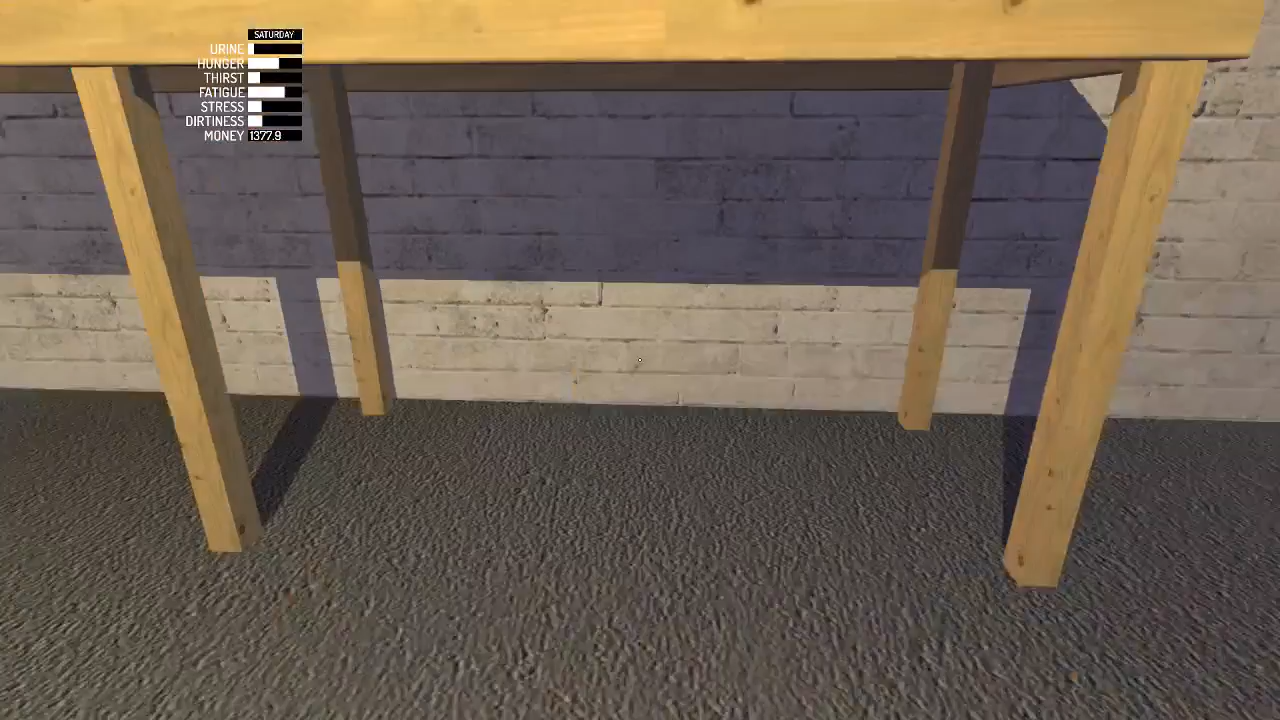 SATURDAY
URINE
HUNGER
THIRST
FATIGUE
STRESS
DIRTINESS
MONEY 1377.9